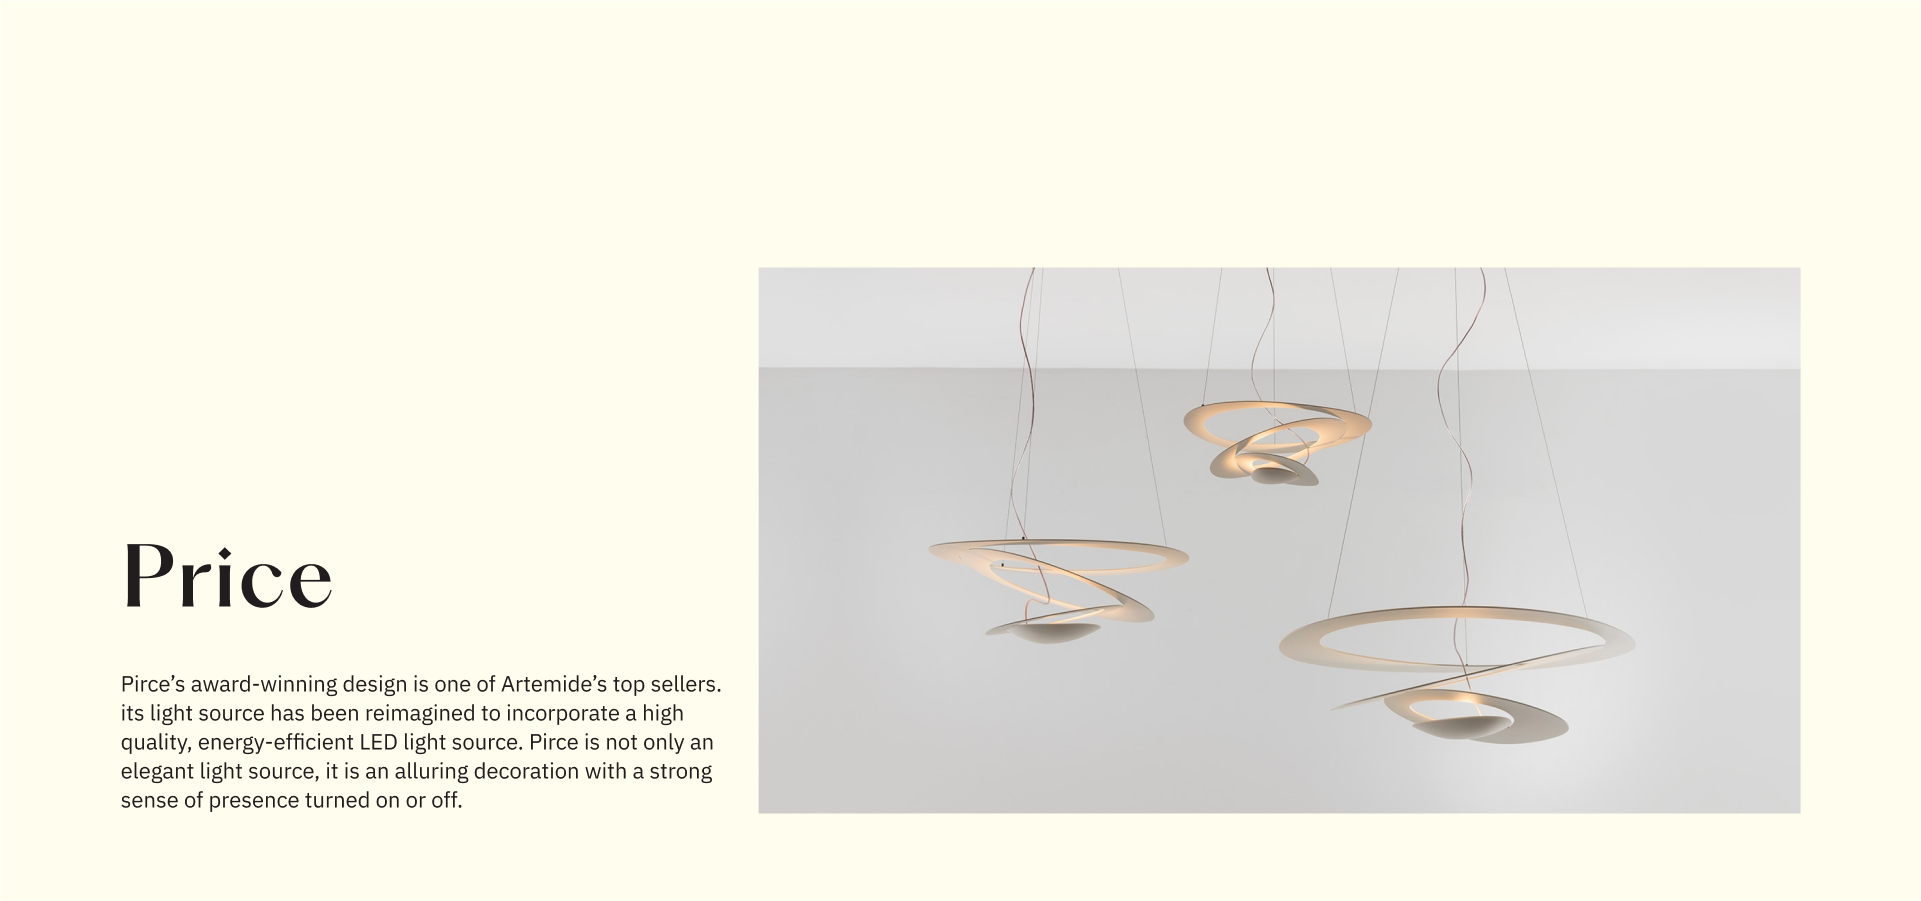 Price
Pirce’s award-winning design is one of Artemide’s top sellers.
its light source has been reimagined to incorporate a high
quality, energy-efficient LED light source. Pirce is not only an
elegant light source, it is an alluring decoration with a strong
sense of presence turned on or off.